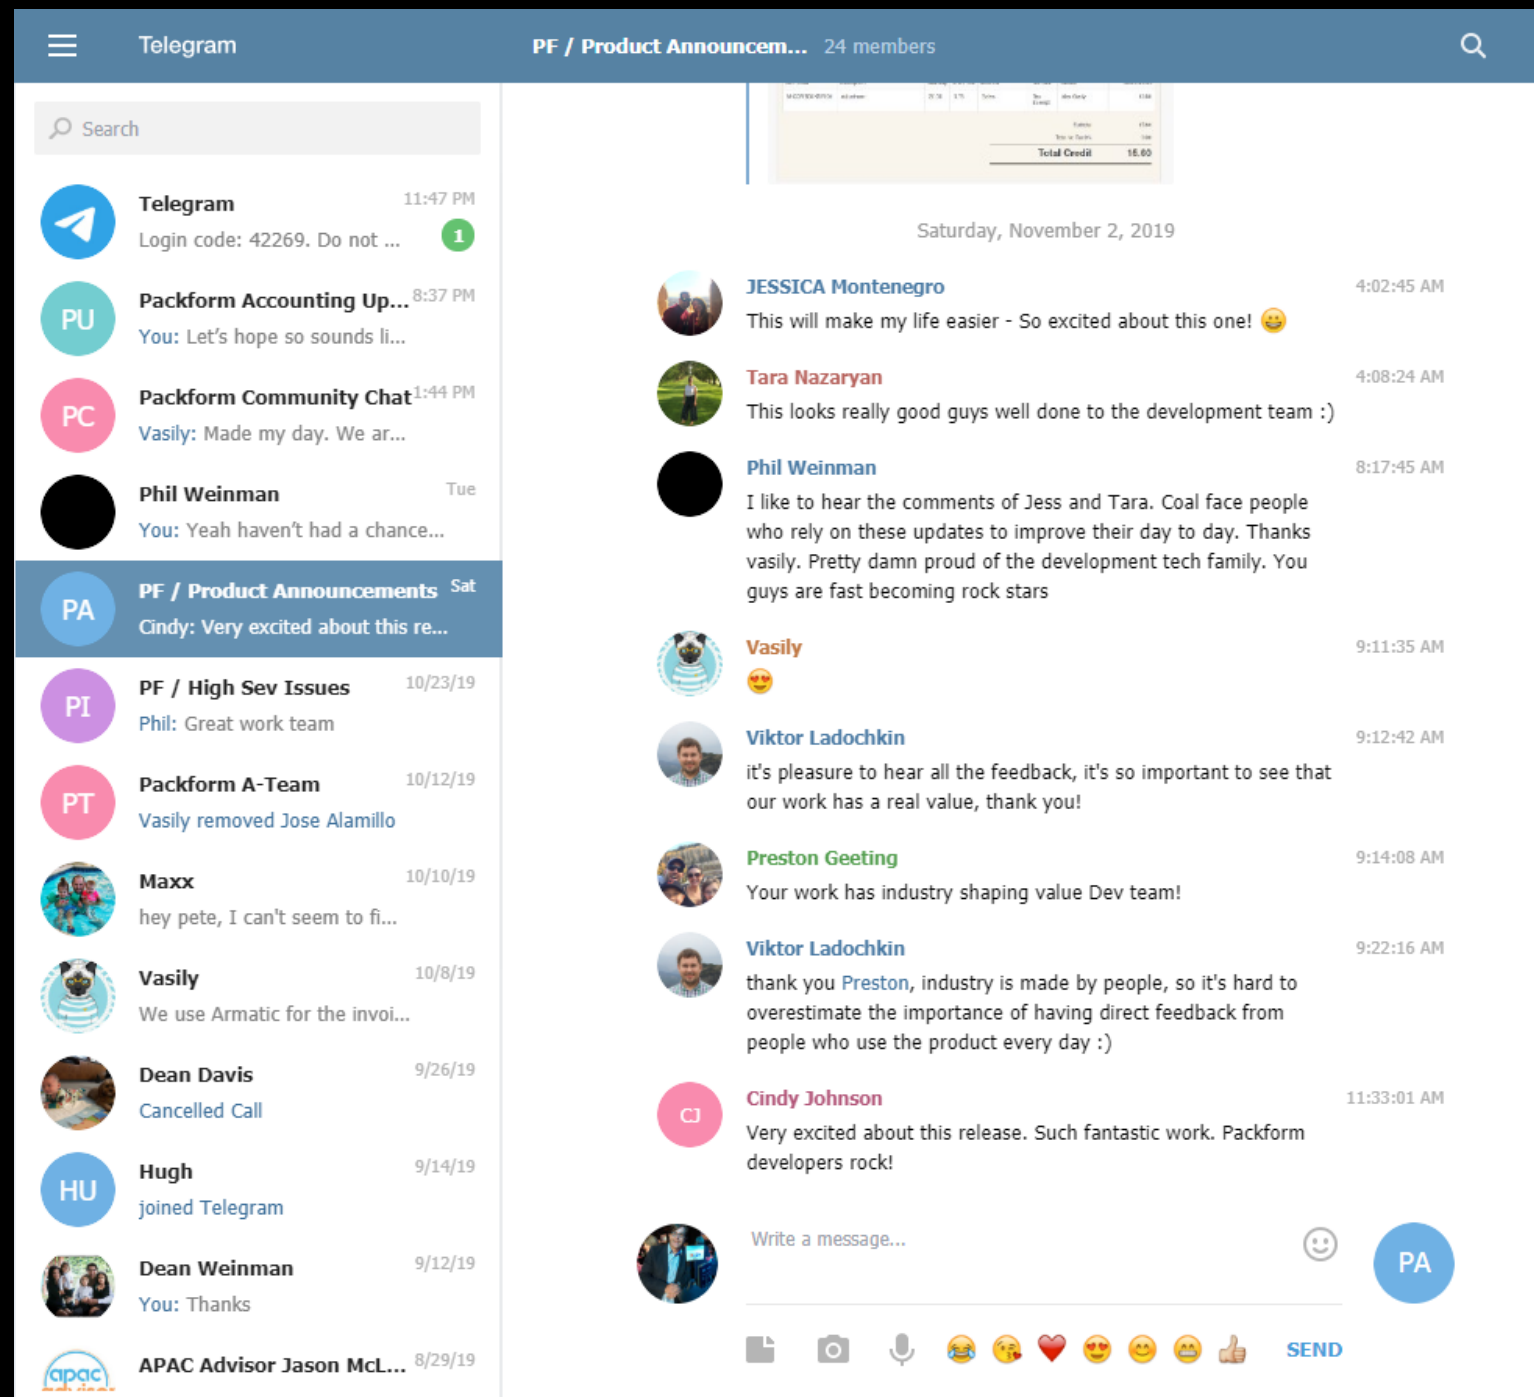 Telegram
PF / Product Announcem... 24 members
Search
Telegram 11:47 PM
Login code: 42269. Do not ... 1
PU
Packform Accounting Up... 8:37 PM
You: Let's hope so sounds li...
PC
Packform Community Chat 1:44 PM
Vasily: Made my day. We ar...
Phil Weinman Tue
You: Yeah haven't had a chance...
PA
PF / Product Announcements Sat
Cindy: Very excited about this re...
PI
PF / High Sev Issues 10/23/19
Phil: Great work team
PT
Packform A-Team 10/12/19
Vasily removed Jose Alamillo
Maxx 10/10/19
hey pete, I can't seem to fi...
Vasily 10/8/19
We use Armatic for the invoi...
Dean Davis 9/26/19
Cancelled Call
HU
Hugh 9/14/19
joined Telegram
Dean Weinman 9/12/19
You: Thanks
apac
APAC Advisor Jason McL... 8/29/19
Total Credit 15.60
Saturday, November 2, 2019
JESSICA Montenegro 4:02:45 AM
This will make my life easier - So excited about this one! 😀
Tara Nazaryan 4:08:24 AM
This looks really good guys well done to the development team :)
Phil Weinman 8:17:45 AM
I like to hear the comments of Jess and Tara. Coal face people
who rely on these updates to improve their day to day. Thanks
vasily. Pretty damn proud of the development tech family. You
guys are fast becoming rock stars
Vasily 9:11:35 AM
😍
Viktor Ladochkin 9:12:42 AM
it's pleasure to hear all the feedback, it's so important to see that
our work has a real value, thank you!
Preston Geeting 9:14:08 AM
Your work has industry shaping value Dev team!
Viktor Ladochkin 9:22:16 AM
thank you Preston, industry is made by people, so it's hard to
overestimate the importance of having direct feedback from
people who use the product every day :)
CJ
Cindy Johnson 11:33:01 AM
Very excited about this release. Such fantastic work. Packform
developers rock!
Write a message...
PA
SEND